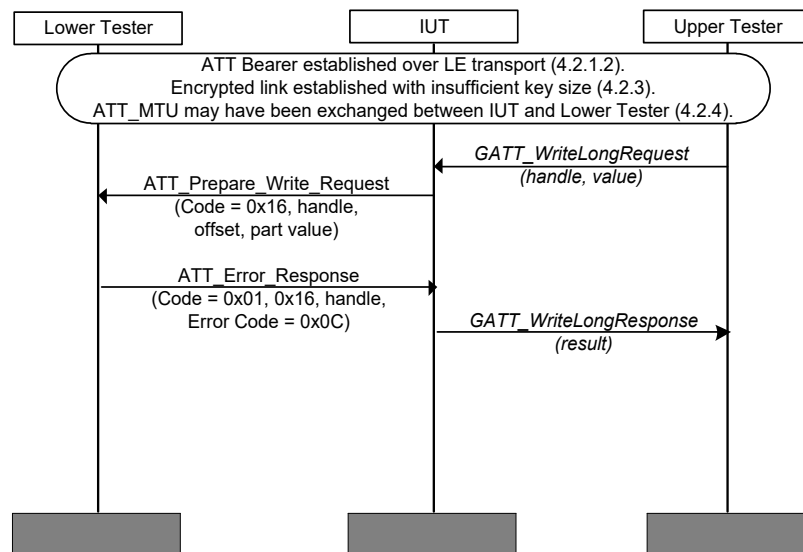 Lower Tester
IUT
Upper Tester
ATT Bearer established over LE transport (4.2.1.2).
Encrypted link established with insufficient key size (4.2.3).
ATT_MTU may have been exchanged between IUT and Lower Tester (4.2.4).
GATT_WriteLongRequest
(handle, value)
ATT_Prepare_Write_Request
(Code = 0x16, handle,
offset, part value)
ATT_Error_Response
(Code = 0x01, 0x16, handle,
Error Code = 0x0C)
GATT_WriteLongResponse
(result)